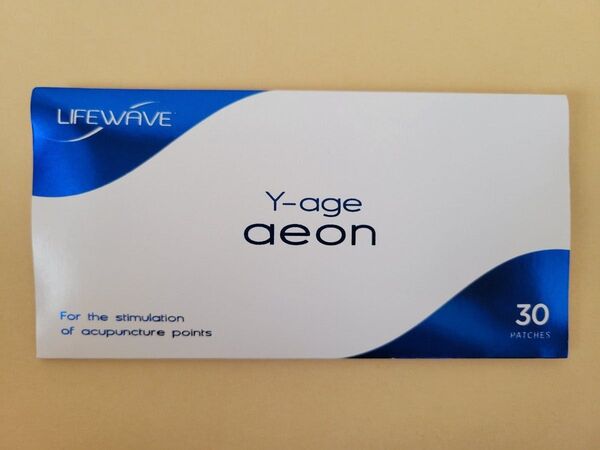 LIFEWAVE
Y-age
aeon
For the stimulation
of acupuncture points
30
PATCHES